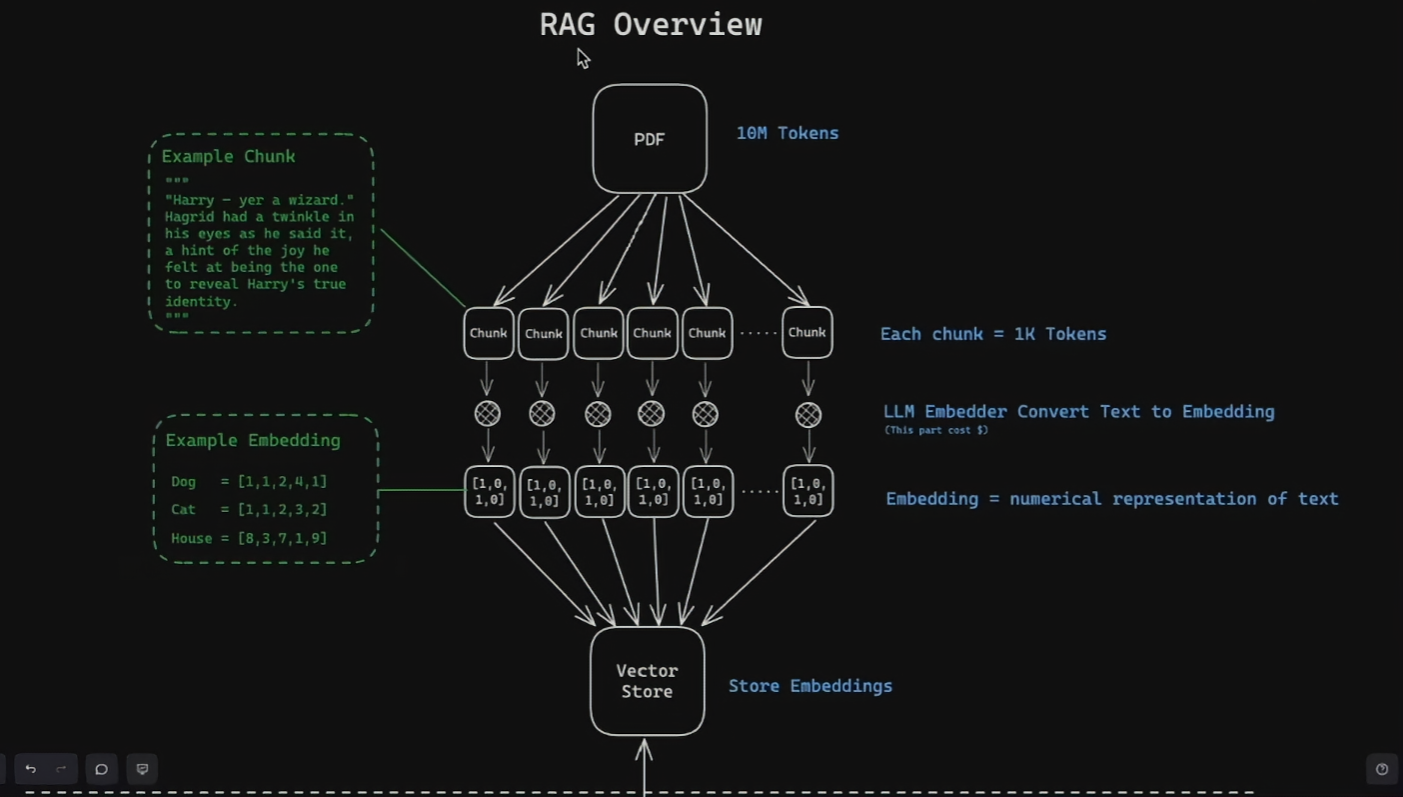 RAG Overview
PDF
10M Tokens
Example Chunk
"""
"Harry – yer a wizard."
Hagrid had a twinkle in
his eyes as he said it,
a hint of the joy he
felt at being the one
to reveal Harry's true
identity.
"""
Chunk Chunk Chunk Chunk Chunk ..... Chunk
Each chunk = 1K Tokens
LLM Embedder Convert Text to Embedding
(This part cost $)
Example Embedding
Dog = [1,1,2,4,1]
Cat = [1,1,2,3,2]
House = [8,3,7,1,9]
[1,0, [1,0, [1,0, [1,0, [1,0, ..... [1,0,
1,0] 1,0] 1,0] 1,0] 1,0] 1,0]
Embedding = numerical representation of text
Vector
Store
Store Embeddings